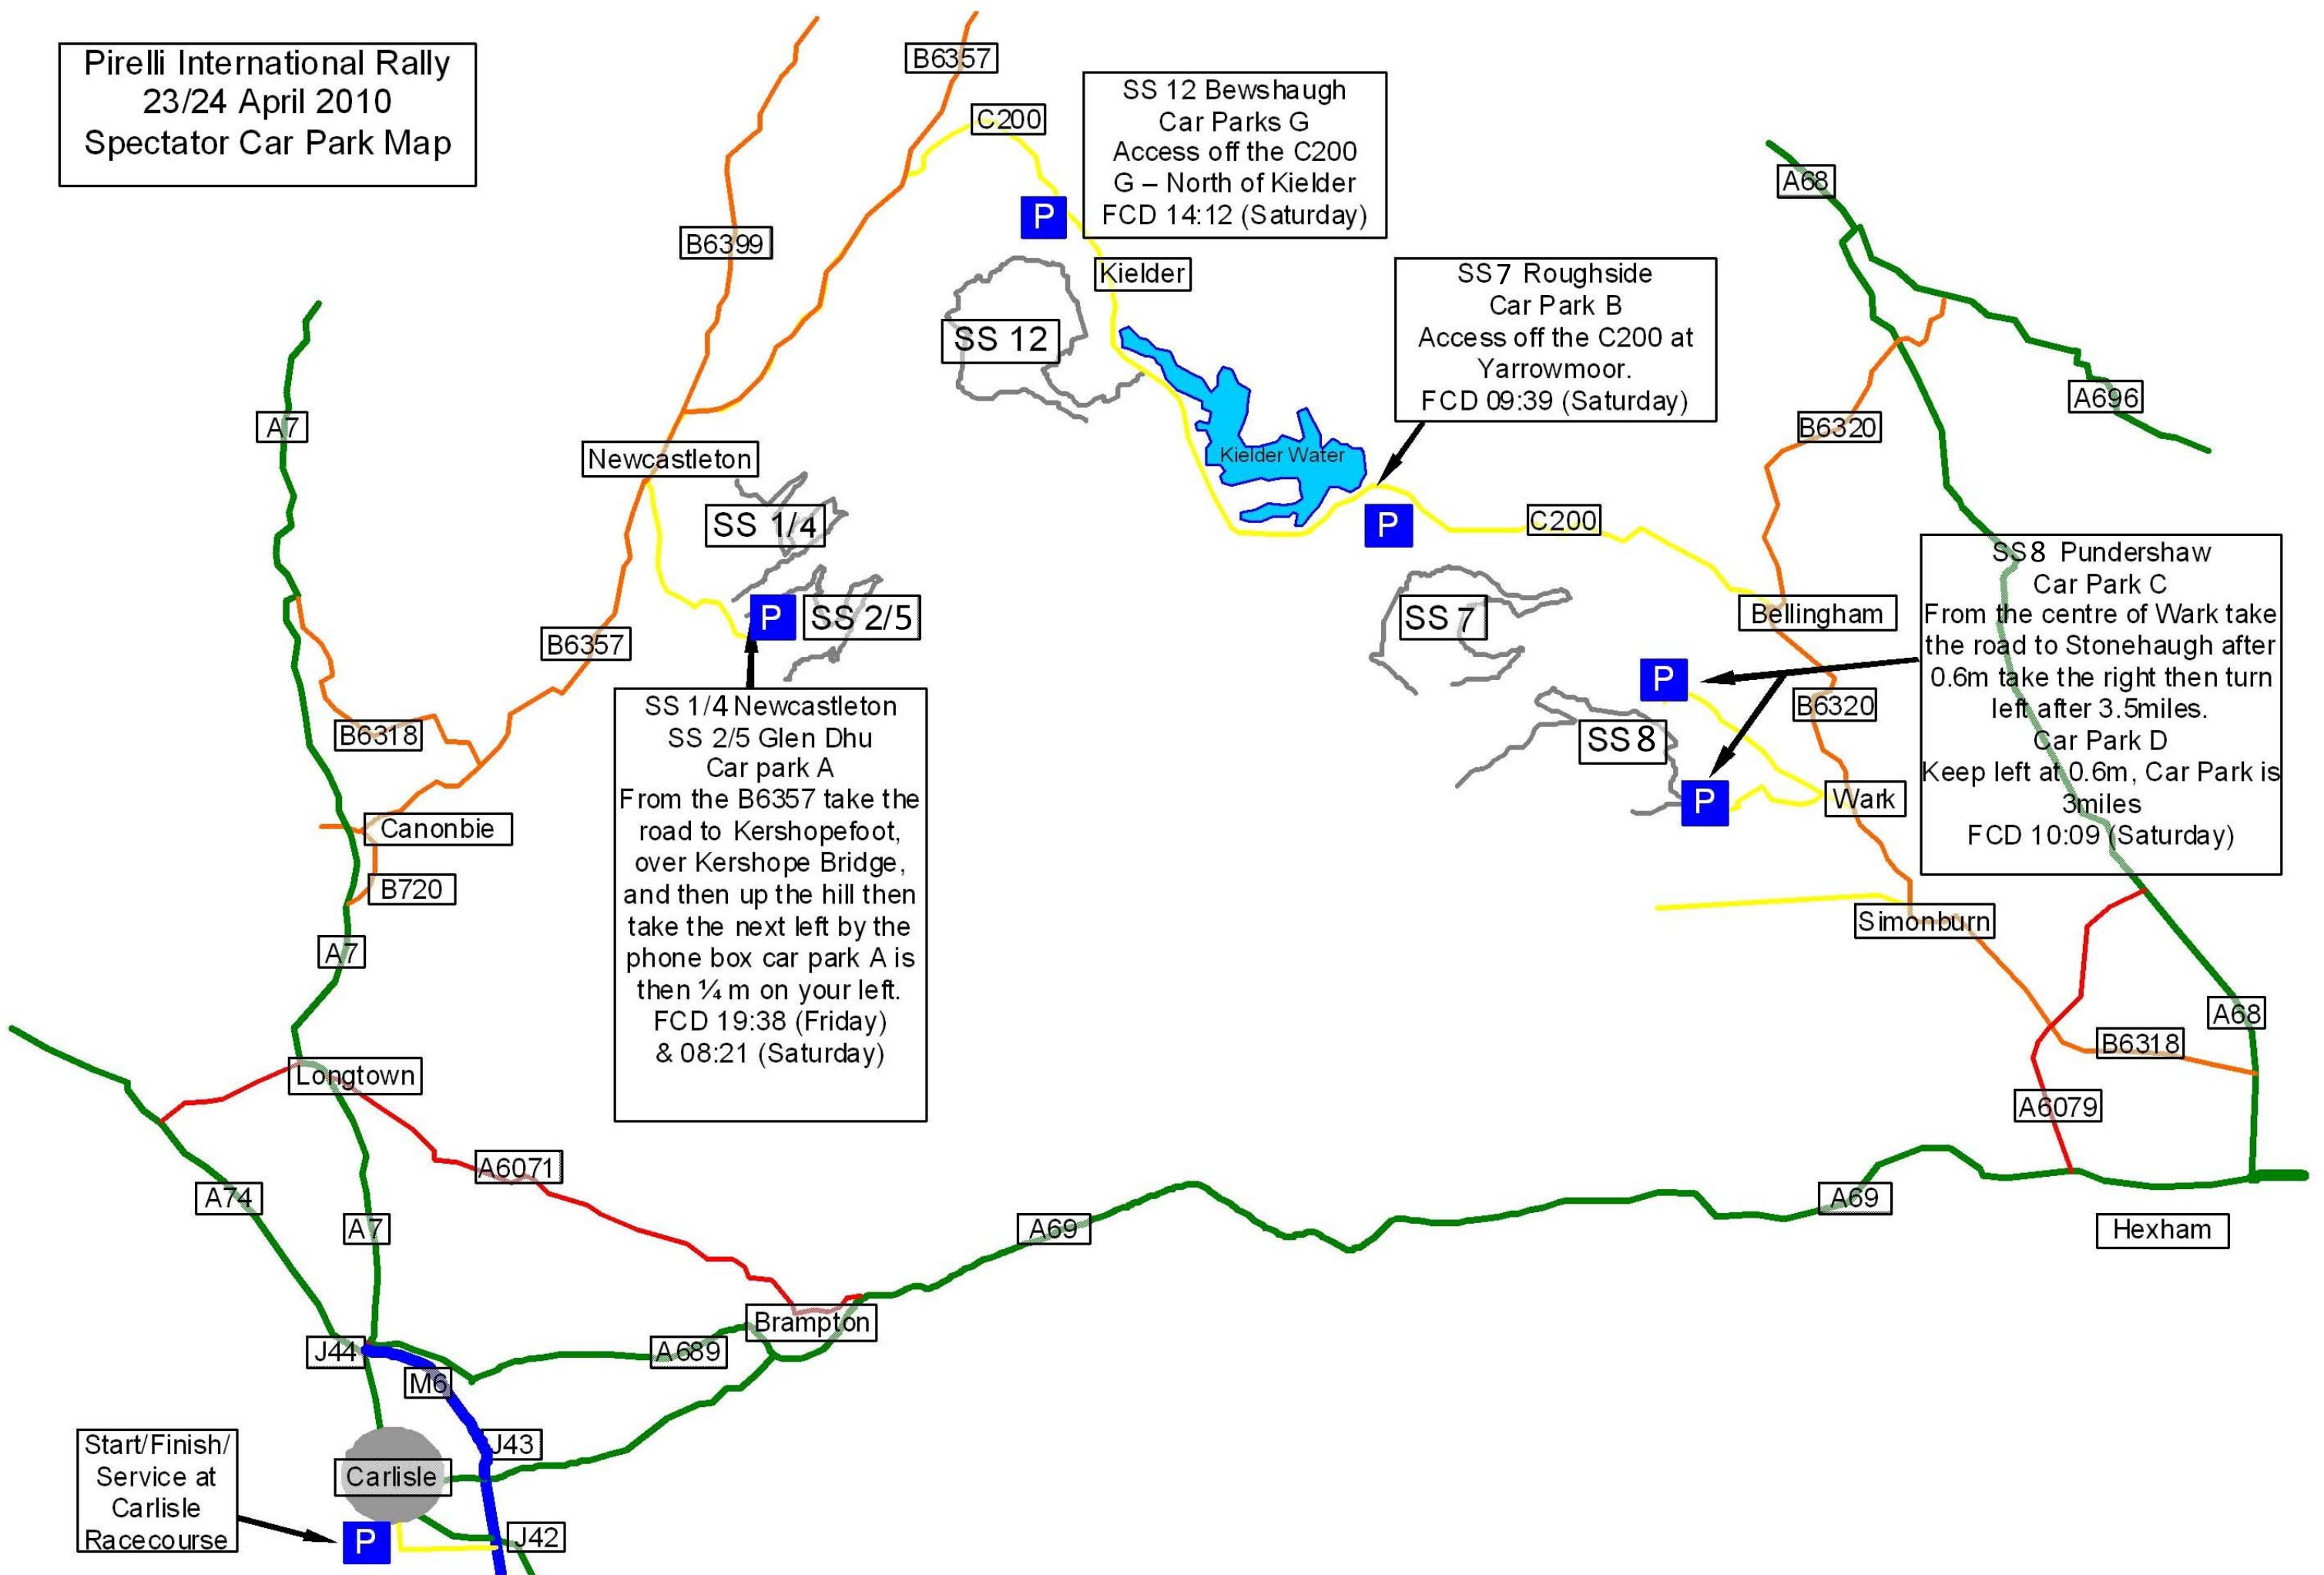 Pirelli International Rally
23/24 April 2010
Spectator Car Park Map
B6357
C200
SS 12 Bewshaugh
Car Parks G
Access off the C200
G – North of Kielder
FCD 14:12 (Saturday)
A68
B6399
Kielder
SS7 Roughside
Car Park B
Access off the C200 at
Yarrowmoor.
FCD 09:39 (Saturday)
P
SS 12
A696
A7
B6320
Newcastleton
Kielder Water
SS 1/4
P
C200
SS8 Pundershaw
Car Park C
From the centre of Wark take
the road to Stonehaugh after
0.6m take the right then turn
left after 3.5miles.
Car Park D
Keep left at 0.6m, Car Park is
3miles
FCD 10:09 (Saturday)
P
SS 2/5
SS 7
Bellingham
B6357
P
B6320
SS 1/4 Newcastleton
SS 2/5 Glen Dhu
Car park A
From the B6357 take the
road to Kershopefoot,
over Kershope Bridge,
and then up the hill then
take the next left by the
phone box car park A is
then ¼ m on your left.
FCD 19:38 (Friday)
& 08:21 (Saturday)
B6318
SS 8
P
Wark
Canonbie
B720
Simonburn
A7
A68
B6318
Longtown
A6079
A6071
A74
A7
A69
A69
Hexham
Brampton
J44
A689
M6
Start/Finish/
Service at
Carlisle
Racecourse
J43
Carlisle
P
J42